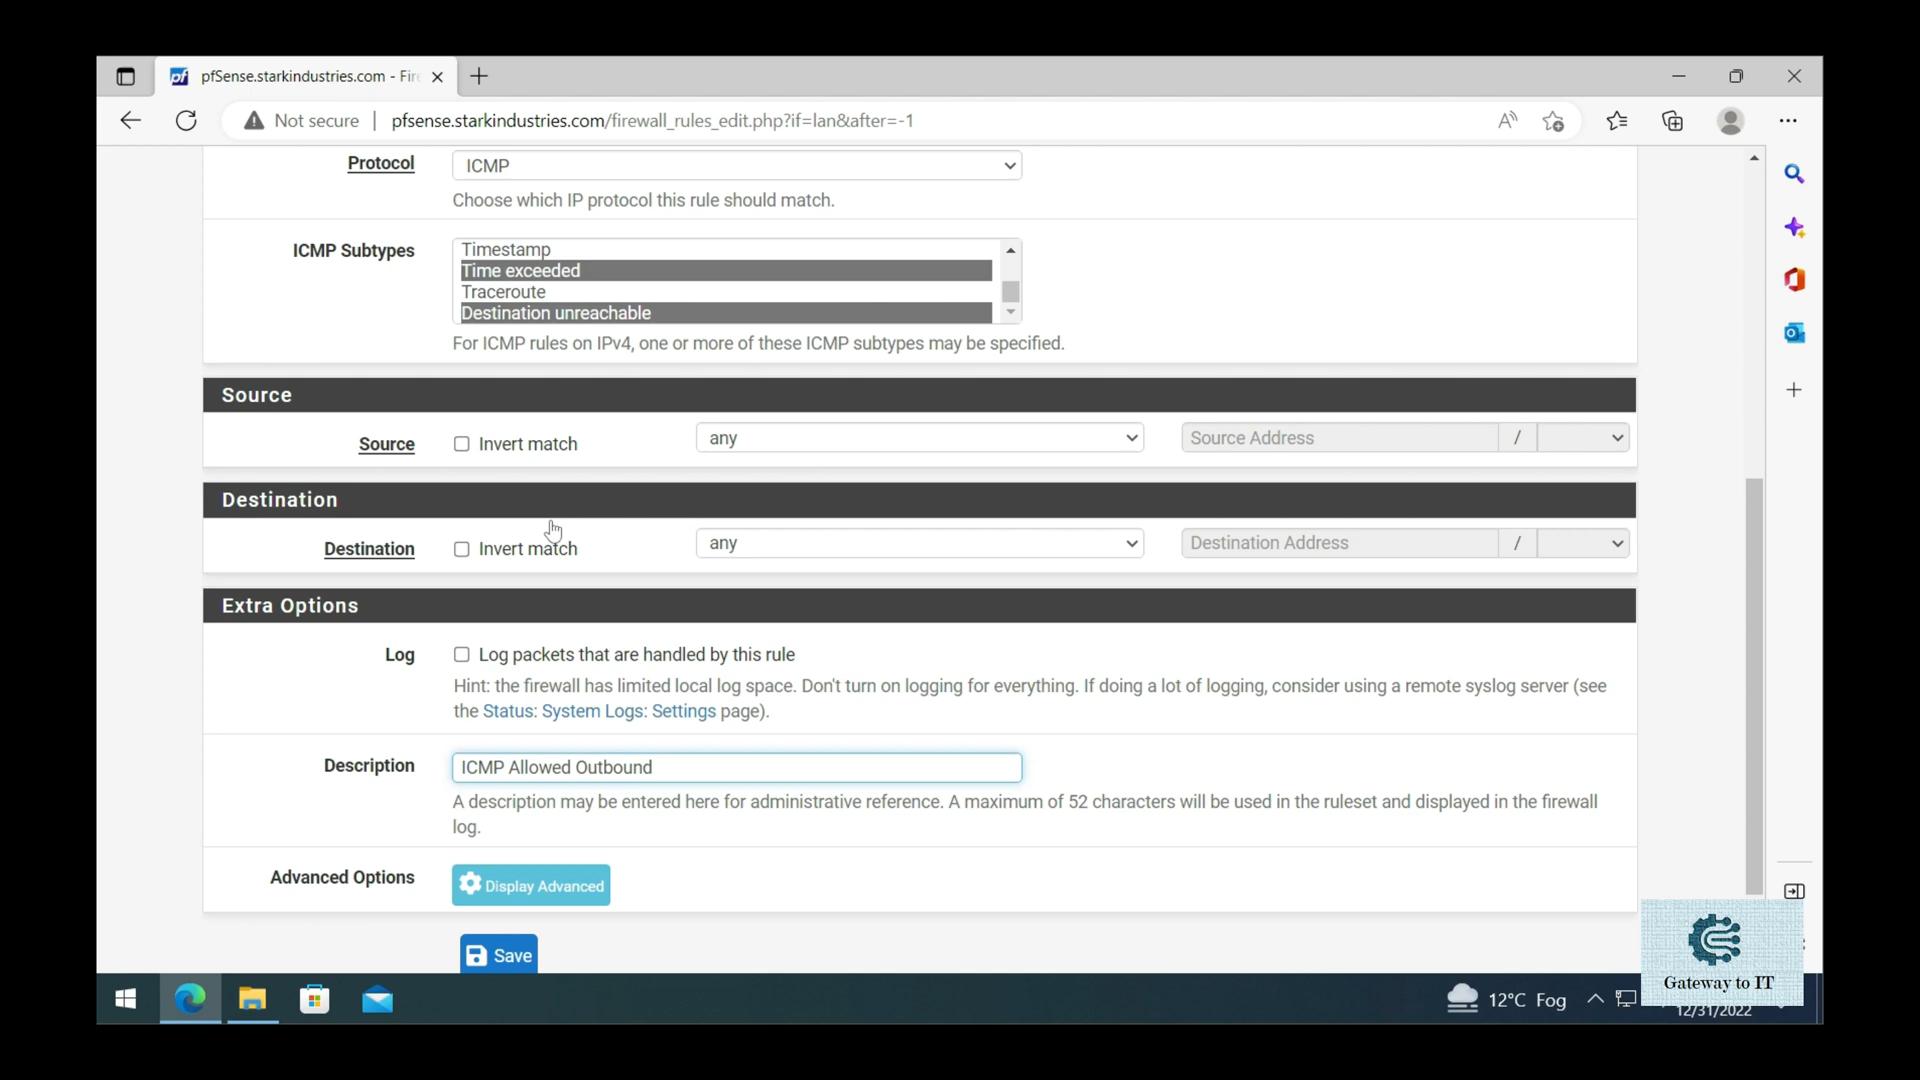 pfSense.starkindustries.com - Fire
Not secure | pfsense.starkindustries.com/firewall_rules_edit.php?if=lan&after=-1
Protocol
ICMP
Choose which IP protocol this rule should match.
ICMP Subtypes
Timestamp
Time exceeded
Traceroute
Destination unreachable
For ICMP rules on IPv4, one or more of these ICMP subtypes may be specified.
Source
Source
Invert match
any
Source Address
/
Destination
Destination
Invert match
any
Destination Address
/
Extra Options
Log
Log packets that are handled by this rule
Hint: the firewall has limited local log space. Don't turn on logging for everything. If doing a lot of logging, consider using a remote syslog server (see
the Status: System Logs: Settings page).
Description
ICMP Allowed Outbound
A description may be entered here for administrative reference. A maximum of 52 characters will be used in the ruleset and displayed in the firewall
log.
Advanced Options
Display Advanced
Save
Gateway to IT
12°C Fog
12/31/2022